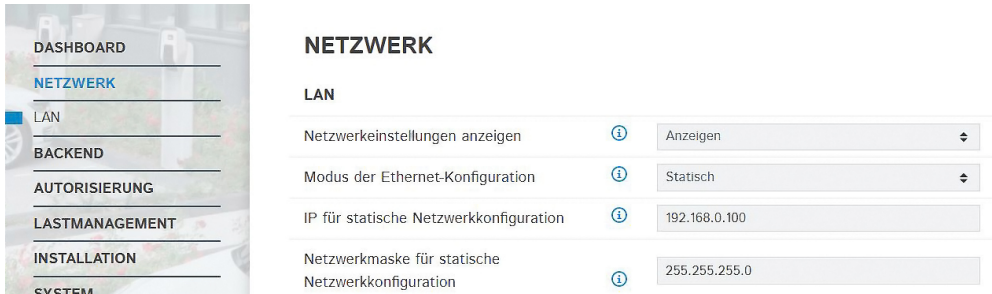 DASHBOARD
NETZWERK
LAN
BACKEND
AUTORISIERUNG
LASTMANAGEMENT
INSTALLATION
SYSTEM
NETZWERK
LAN
Netzwerkeinstellungen anzeigen
Anzeigen
Modus der Ethernet-Konfiguration
Statisch
IP für statische Netzwerkkonfiguration
192.168.0.100
Netzwerkmaske für statische
Netzwerkkonfiguration
255.255.255.0